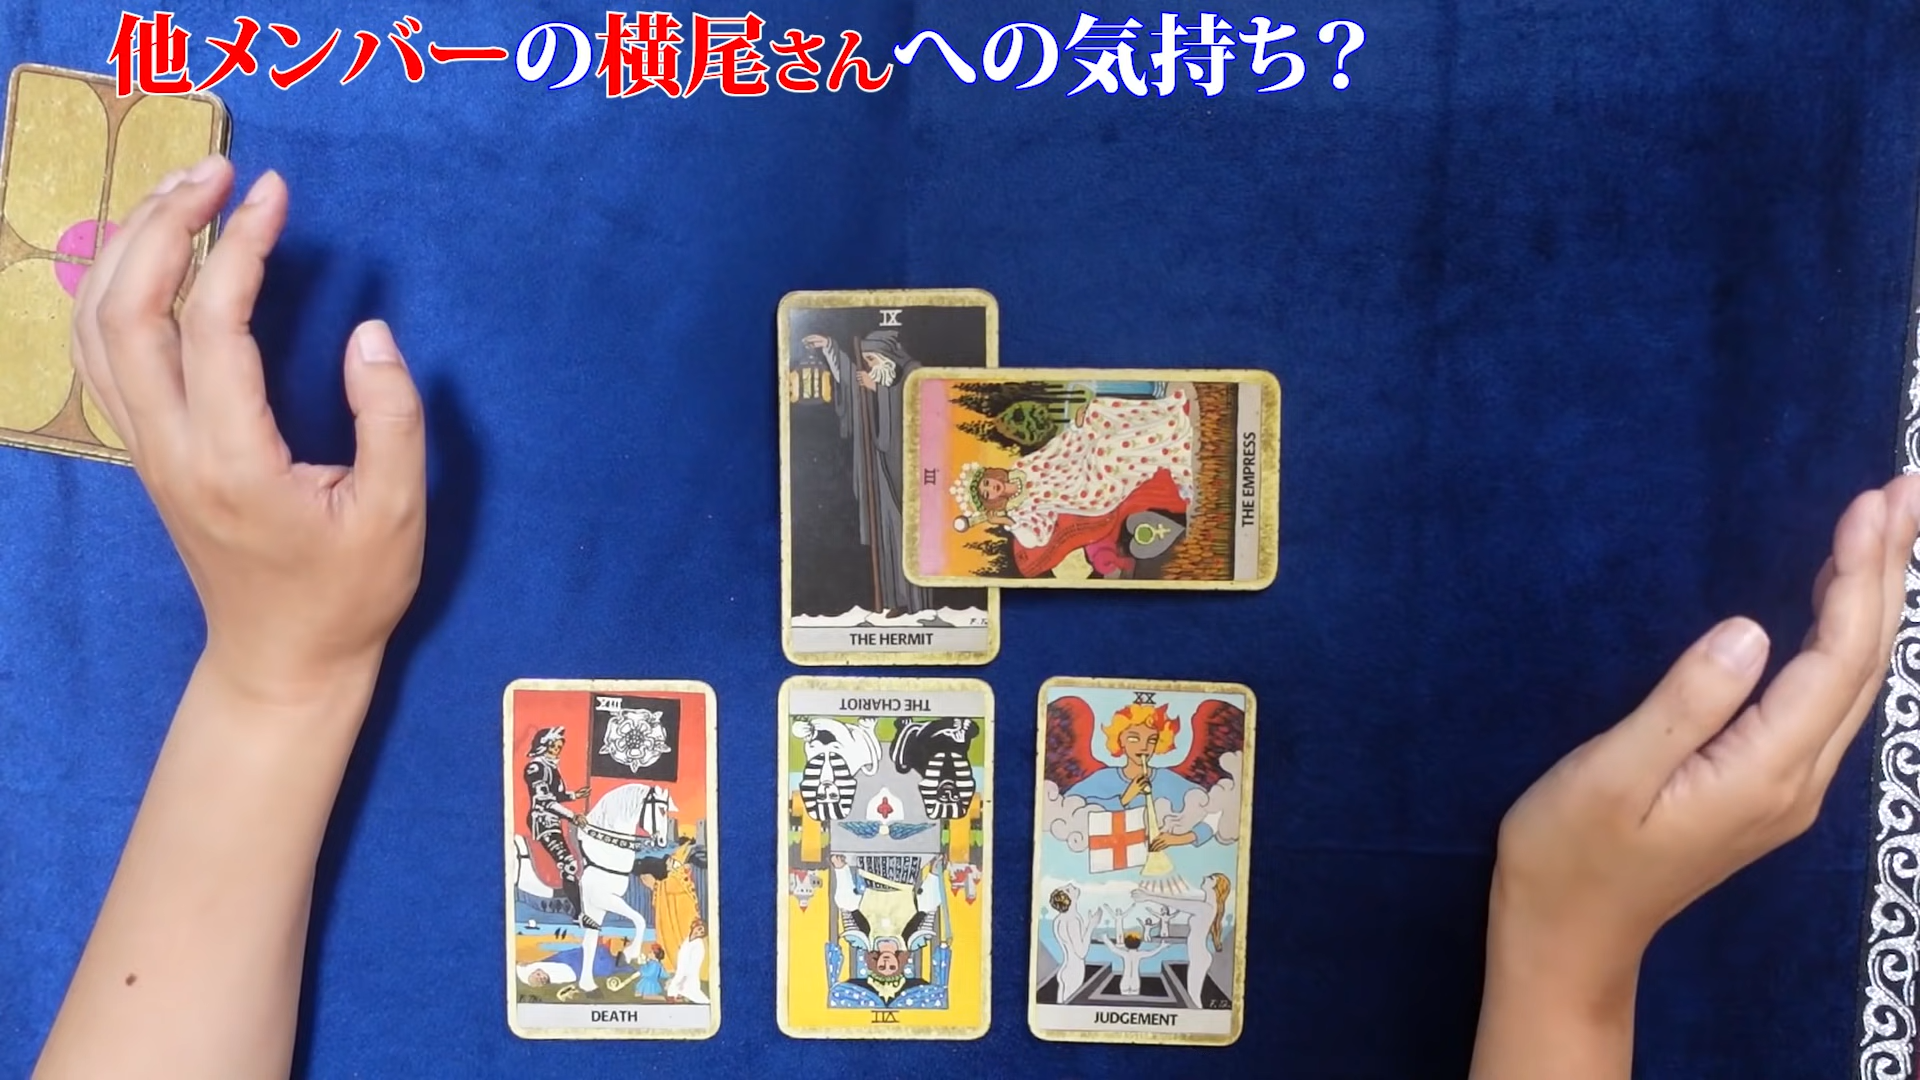 他メンバーの横尾さんへの気持ち？
IX
THE HERMIT
III
THE EMPRESS
XIII
DEATH
THE CHARIOT
VII
XX
JUDGEMENT